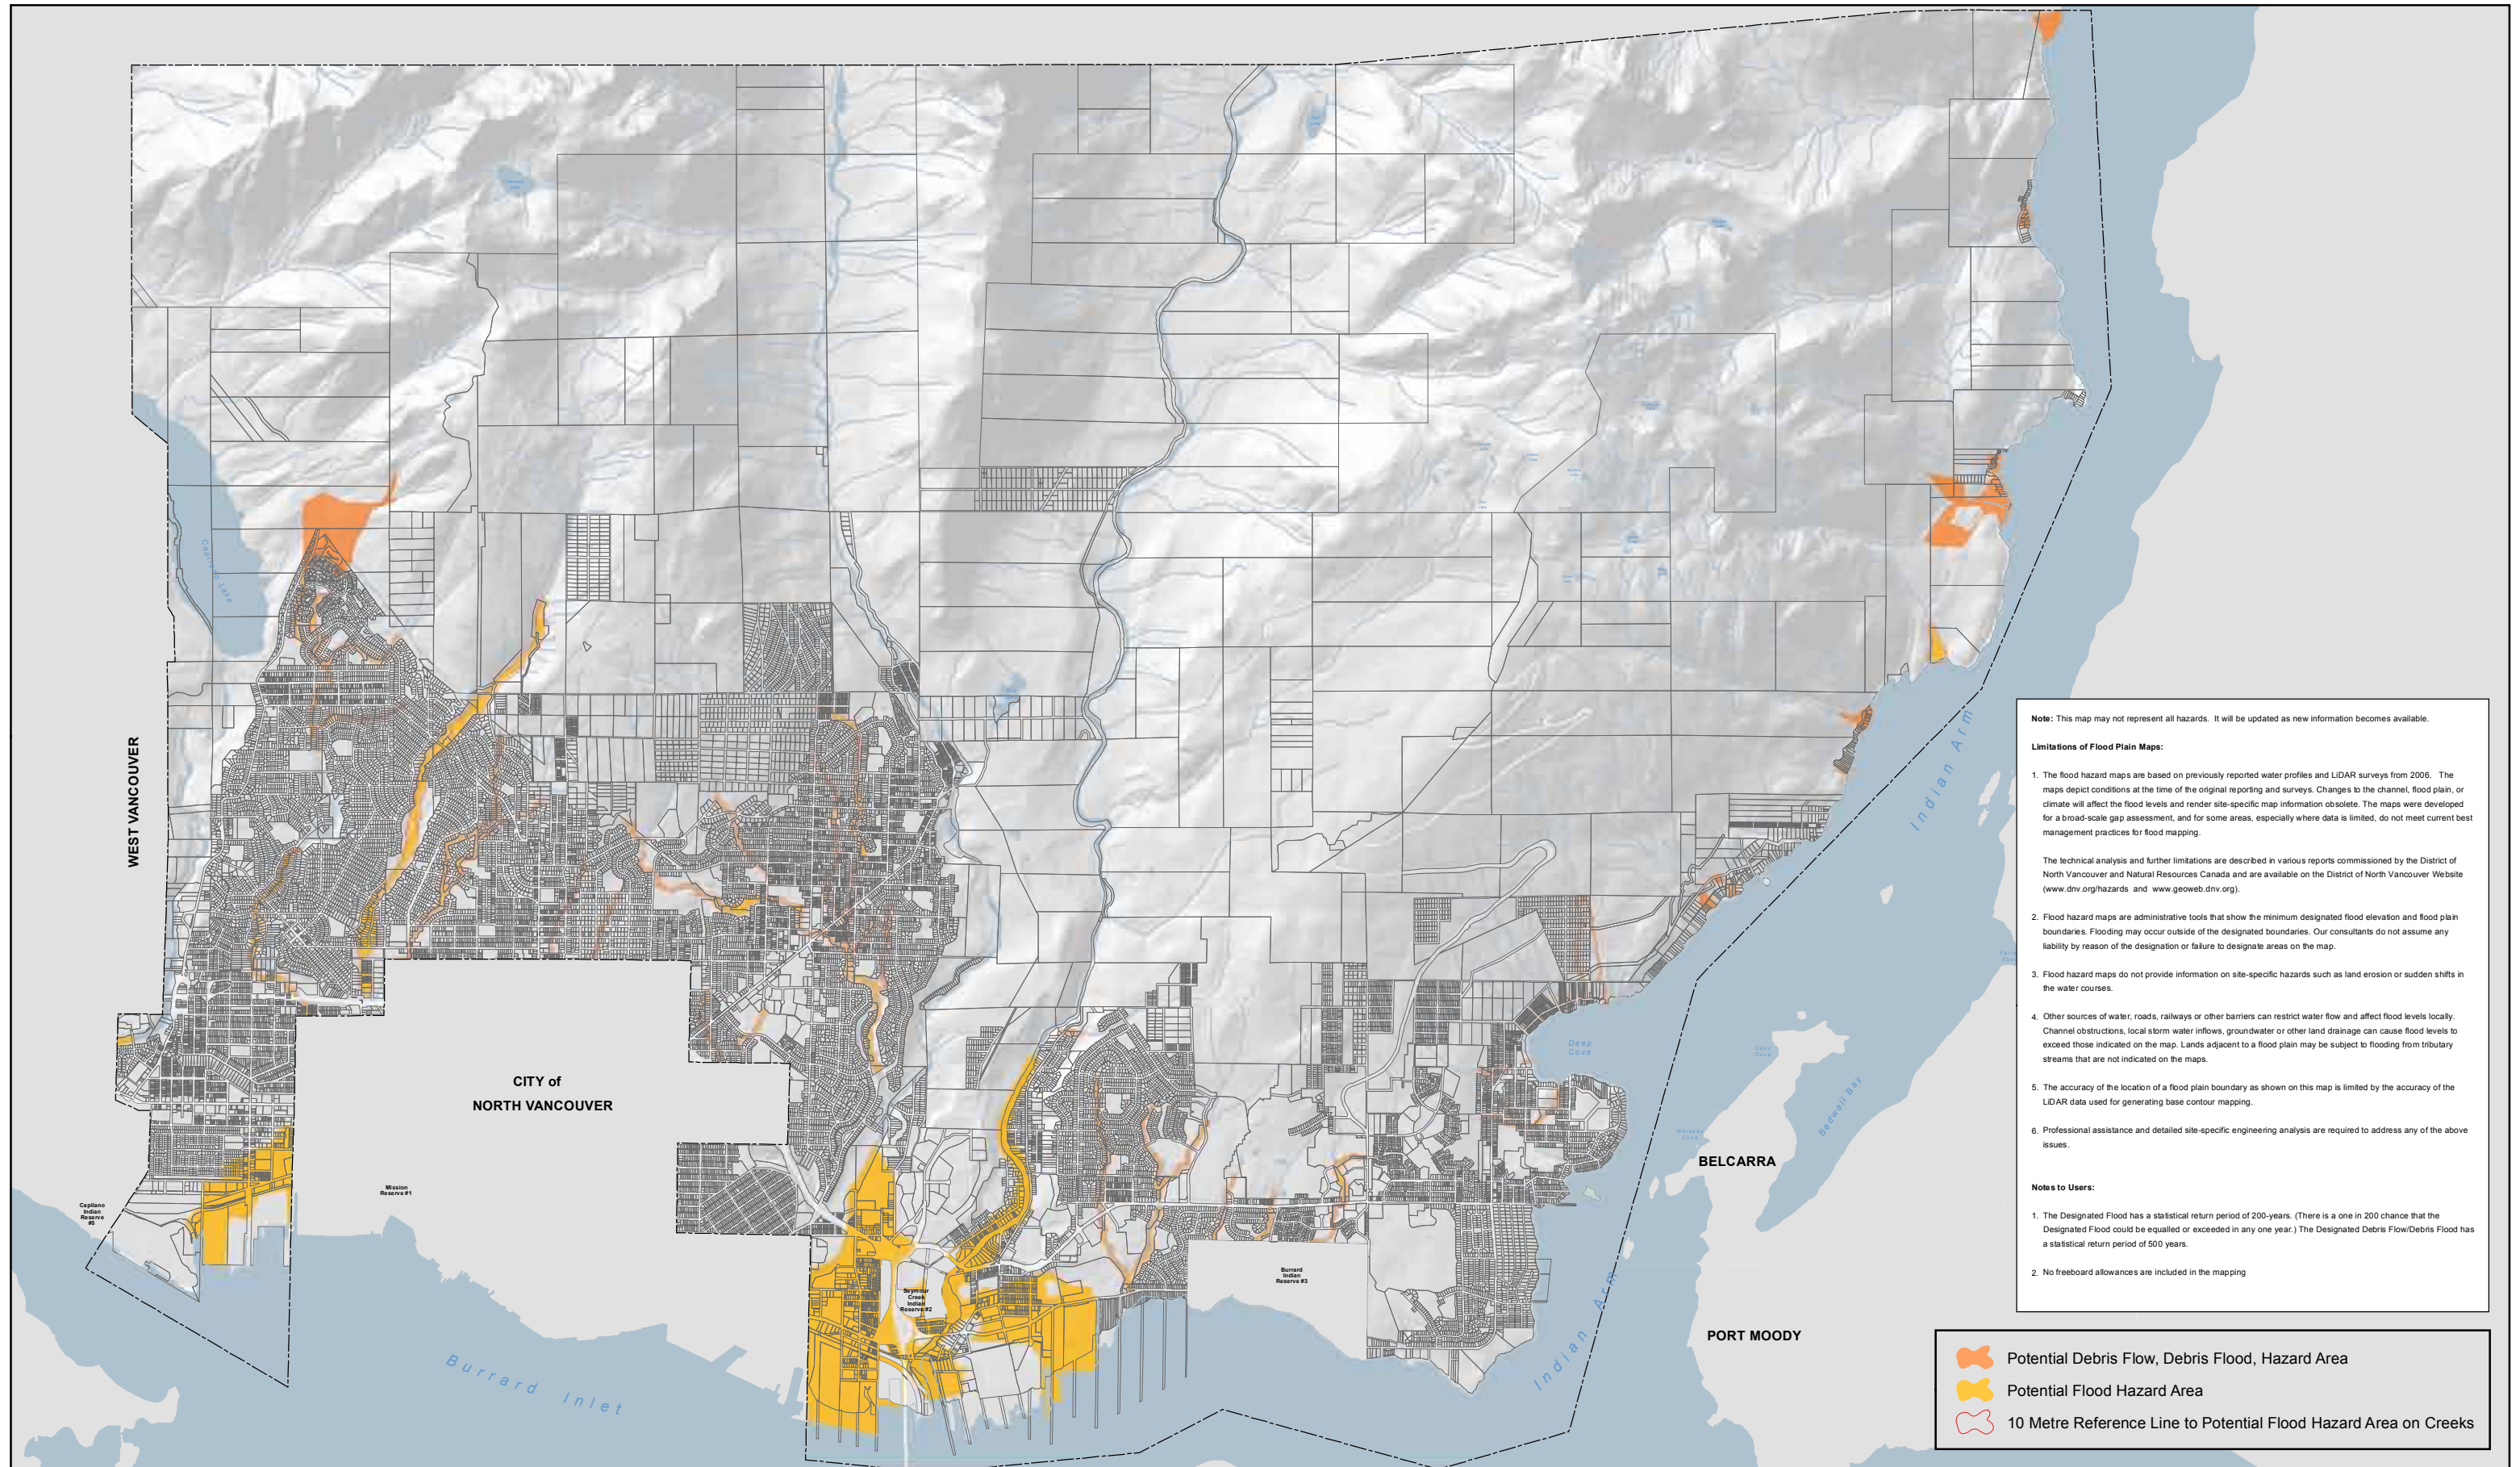 Capilano Lake
WEST VANCOUVER
CITY of
NORTH VANCOUVER
Mission
Reserve #1
Capilano
Indian
Reserve
#5
Burrard Inlet
Seymour
Creek
Indian
Reserve #2
Burrard
Indian
Reserve #3
Deep
Cove
Indian Arm
Indian Arm
Bedwell Bay
BELCARRA
PORT MOODY
Note: This map may not represent all hazards. It will be updated as new information becomes available.
Limitations of Flood Plain Maps:
1. The flood hazard maps are based on previously reported water profiles and LiDAR surveys from 2006. The
maps depict conditions at the time of the original reporting and surveys. Changes to the channel, flood plain, or
climate will affect the flood levels and render site-specific map information obsolete. The maps were developed
for a broad-scale gap assessment, and for some areas, especially where data is limited, do not meet current best
management practices for flood mapping.
The technical analysis and further limitations are described in various reports commissioned by the District of
North Vancouver and Natural Resources Canada and are available on the District of North Vancouver Website
(www.dnv.org/hazards and www.geoweb.dnv.org).
2. Flood hazard maps are administrative tools that show the minimum designated flood elevation and flood plain
boundaries. Flooding may occur outside of the designated boundaries. Our consultants do not assume any
liability by reason of the designation or failure to designate areas on the map.
3. Flood hazard maps do not provide information on site-specific hazards such as land erosion or sudden shifts in
the water courses.
4. Other sources of water, roads, railways or other barriers can restrict water flow and affect flood levels locally.
Channel obstructions, local storm water inflows, groundwater or other land drainage can cause flood levels to
exceed those indicated on the map. Lands adjacent to a flood plain may be subject to flooding from tributary
streams that are not indicated on the maps.
5. The accuracy of the location of a flood plain boundary as shown on this map is limited by the accuracy of the
LiDAR data used for generating base contour mapping.
6. Professional assistance and detailed site-specific engineering analysis are required to address any of the above
issues.
Notes to Users:
1. The Designated Flood has a statistical return period of 200-years. (There is a one in 200 chance that the
Designated Flood could be equalled or exceeded in any one year.) The Designated Debris Flow/Debris Flood has
a statistical return period of 500 years.
2. No freeboard allowances are included in the mapping
Potential Debris Flow, Debris Flood, Hazard Area
Potential Flood Hazard Area
10 Metre Reference Line to Potential Flood Hazard Area on Creeks